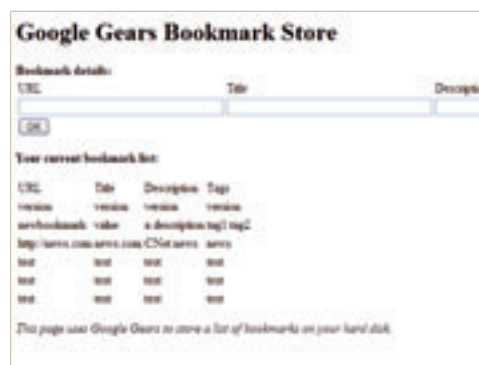 Google Gears Bookmark Store
Bookmark details:
URL Title Descriptio
OK
Your current bookmark list:
URL Title Description Tags
version version version version
newbookmark value a description tag1 tag2
http://news.com news.com CNet news news
test test test test
test test test test
test test test test
This page uses Google Gears to store a list of bookmarks on your hard disk.